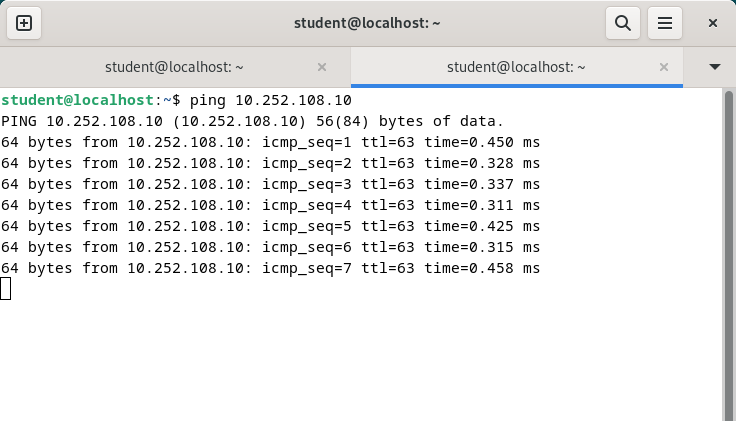 student@localhost: ~
student@localhost: ~
student@localhost: ~
student@localhost:~$ ping 10.252.108.10
PING 10.252.108.10 (10.252.108.10) 56(84) bytes of data.
64 bytes from 10.252.108.10: icmp_seq=1 ttl=63 time=0.450 ms
64 bytes from 10.252.108.10: icmp_seq=2 ttl=63 time=0.328 ms
64 bytes from 10.252.108.10: icmp_seq=3 ttl=63 time=0.337 ms
64 bytes from 10.252.108.10: icmp_seq=4 ttl=63 time=0.311 ms
64 bytes from 10.252.108.10: icmp_seq=5 ttl=63 time=0.425 ms
64 bytes from 10.252.108.10: icmp_seq=6 ttl=63 time=0.315 ms
64 bytes from 10.252.108.10: icmp_seq=7 ttl=63 time=0.458 ms